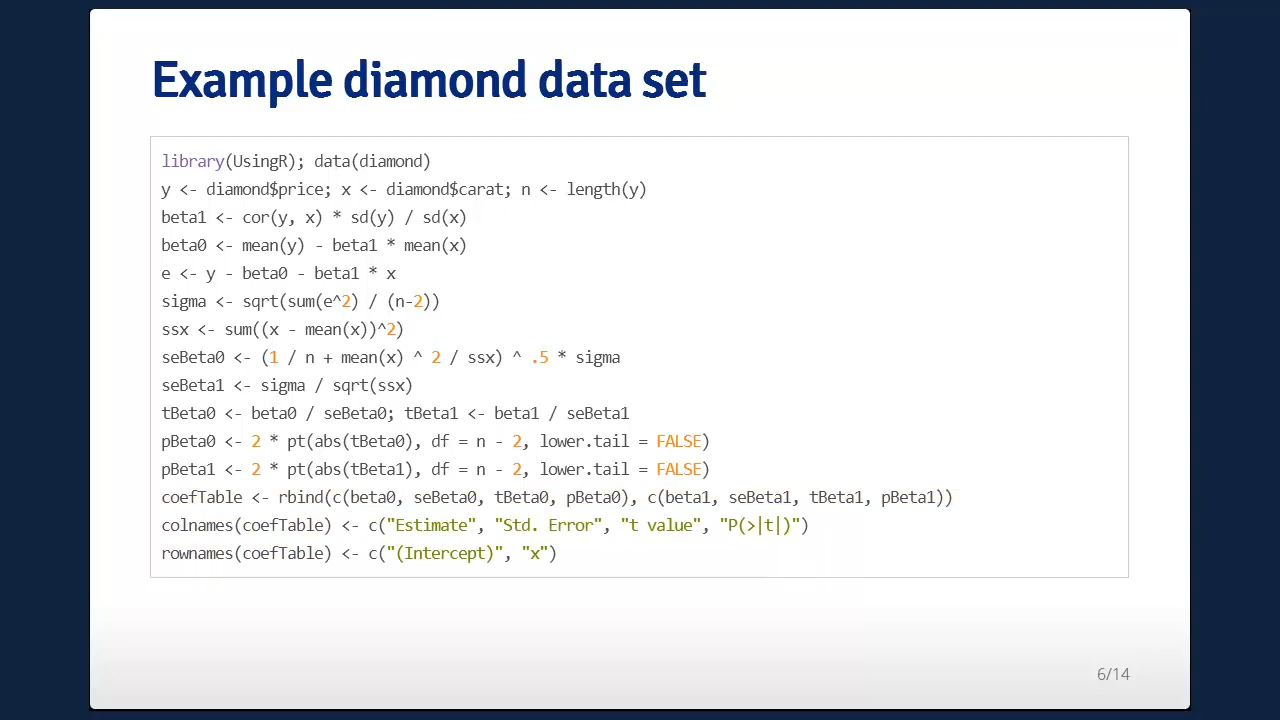 Example diamond data set
library(UsingR); data(diamond)
y <- diamond$price; x <- diamond$carat; n <- length(y)
beta1 <- cor(y, x) * sd(y) / sd(x)
beta0 <- mean(y) - beta1 * mean(x)
e <- y - beta0 - beta1 * x
sigma <- sqrt(sum(e^2) / (n-2))
ssx <- sum((x - mean(x))^2)
seBeta0 <- (1 / n + mean(x) ^ 2 / ssx) ^ .5 * sigma
seBeta1 <- sigma / sqrt(ssx)
tBeta0 <- beta0 / seBeta0; tBeta1 <- beta1 / seBeta1
pBeta0 <- 2 * pt(abs(tBeta0), df = n - 2, lower.tail = FALSE)
pBeta1 <- 2 * pt(abs(tBeta1), df = n - 2, lower.tail = FALSE)
coefTable <- rbind(c(beta0, seBeta0, tBeta0, pBeta0), c(beta1, seBeta1, tBeta1, pBeta1))
colnames(coefTable) <- c("Estimate", "Std. Error", "t value", "P(>|t|)")
rownames(coefTable) <- c("(Intercept)", "x")
6/14